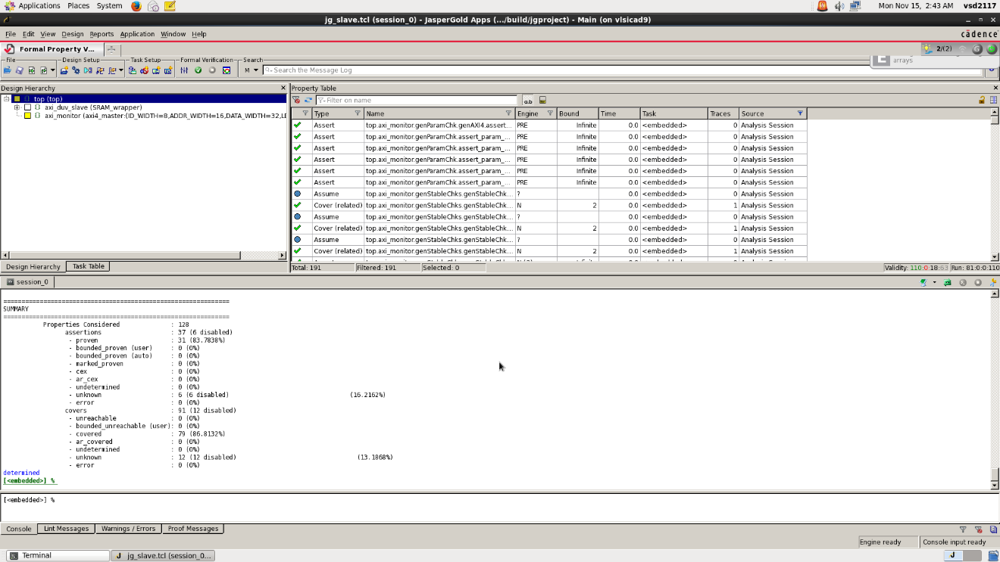 Applications Places System Mon Nov 15, 2:43 AM vsd2117
jg_slave.tcl (session_0) - JasperGold Apps (.../build/jgproject) - Main (on vlsicad9)
File Edit View Design Reports Application Window Help cādence
Formal Property V... 2/(2)
File Design Setup Task Setup Formal Verification Search
arrays
M Search the Message Log
Design Hierarchy
top (top)
axi_duv_slave (SRAM_wrapper)
axi_monitor (axi4_master:(ID_WIDTH=8,ADDR_WIDTH=16,DATA_WIDTH=32,LE
Design Hierarchy Task Table
Property Table
Filter on name a.b
Type Name Engine Bound Time Task Traces Source
Assert top.axi_monitor.genParamChk.genAXI4.assert... PRE Infinite 0.0 <embedded> 0 Analysis Session
Assert top.axi_monitor.genParamChk.assert_param_... PRE Infinite 0.0 <embedded> 0 Analysis Session
Assert top.axi_monitor.genParamChk.assert_param_... PRE Infinite 0.0 <embedded> 0 Analysis Session
Assert top.axi_monitor.genParamChk.assert_param_... PRE Infinite 0.0 <embedded> 0 Analysis Session
Assert top.axi_monitor.genParamChk.assert_param_... PRE Infinite 0.0 <embedded> 0 Analysis Session
Assert top.axi_monitor.genParamChk.assert_param_... PRE Infinite 0.0 <embedded> 0 Analysis Session
Assume top.axi_monitor.genStableChks.genStableChk... ? 0.0 <embedded> 0 Analysis Session
Cover (related) top.axi_monitor.genStableChks.genStableChk... N 2 0.0 <embedded> 1 Analysis Session
Assume top.axi_monitor.genStableChks.genStableChk... ? 0.0 <embedded> 0 Analysis Session
Cover (related) top.axi_monitor.genStableChks.genStableChk... N 2 0.0 <embedded> 1 Analysis Session
Assume top.axi_monitor.genStableChks.genStableChk... ? 0.0 <embedded> 0 Analysis Session
Cover (related) top.axi_monitor.genStableChks.genStableChk... N 2 0.0 <embedded> 1 Analysis Session
Total: 191 Filtered: 191 Selected: 0 Validity: 110:0:18:63 Run: 81:0:0:110
session_0
==============================================================
SUMMARY
==============================================================
Properties Considered : 128
assertions : 37 (6 disabled)
- proven : 31 (83.7838%)
- bounded_proven (user) : 0 (0%)
- bounded_proven (auto) : 0 (0%)
- marked_proven : 0 (0%)
- cex : 0 (0%)
- ar_cex : 0 (0%)
- undetermined : 0 (0%)
- unknown : 6 (6 disabled) (16.2162%)
- error : 0 (0%)
covers : 91 (12 disabled)
- unreachable : 0 (0%)
- bounded_unreachable (user): 0 (0%)
- covered : 79 (86.8132%)
- ar_covered : 0 (0%)
- undetermined : 0 (0%)
- unknown : 12 (12 disabled) (13.1868%)
- error : 0 (0%)
determined
[<embedded>] %
[<embedded>] %
Console Lint Messages Warnings / Errors Proof Messages
Engine ready Console input ready
Terminal J jg_slave.tcl (session_0... J